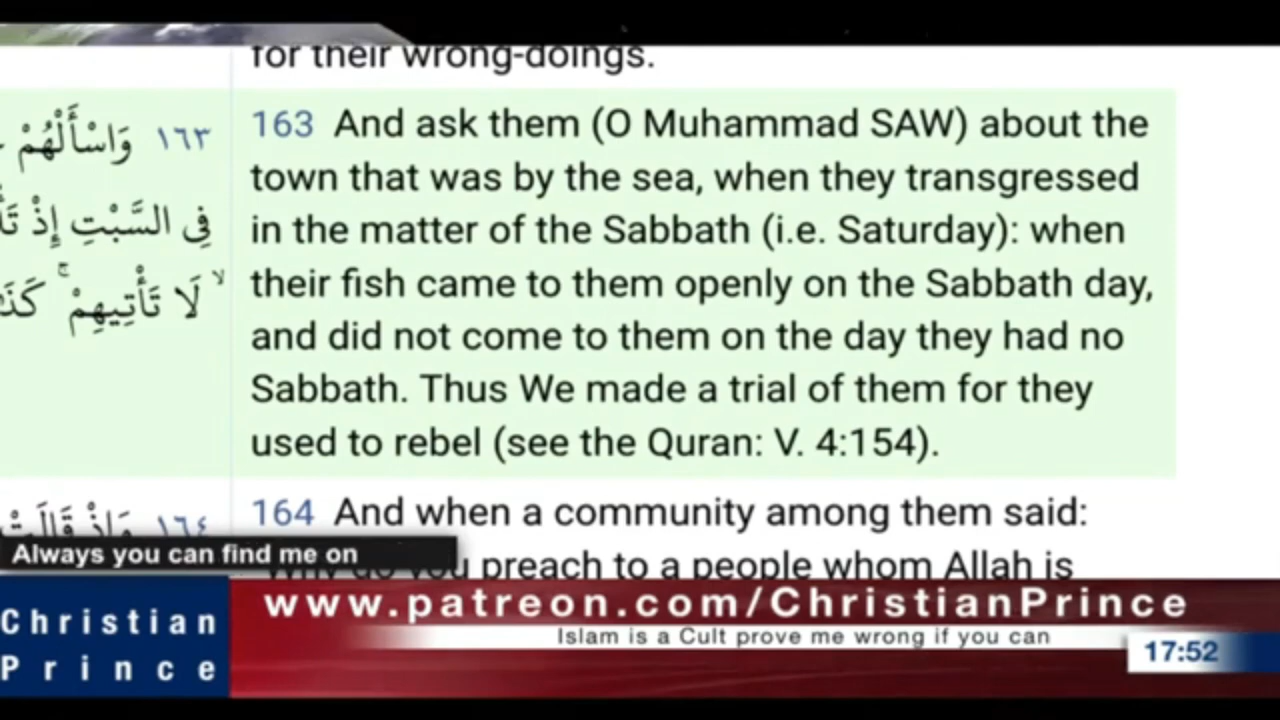 for their wrong-doings.
163 And ask them (O Muhammad SAW) about the
town that was by the sea, when they transgressed
in the matter of the Sabbath (i.e. Saturday): when
their fish came to them openly on the Sabbath day,
and did not come to them on the day they had no
Sabbath. Thus We made a trial of them for they
used to rebel (see the Quran: V. 4:154).
١٦٣ وَاسْأَلْهُمْ
فِى السَّبْتِ إِذْ
لَا تَأْتِيهِمْ ۚ
164 And when a community among them said:
you preach to a people whom Allah is
١٦٤ وَإِذْ قَالَتْ
Always you can find me on
www.patreon.com/ChristianPrince
Islam is a Cult prove me wrong if you can
Christian
Prince
17:52